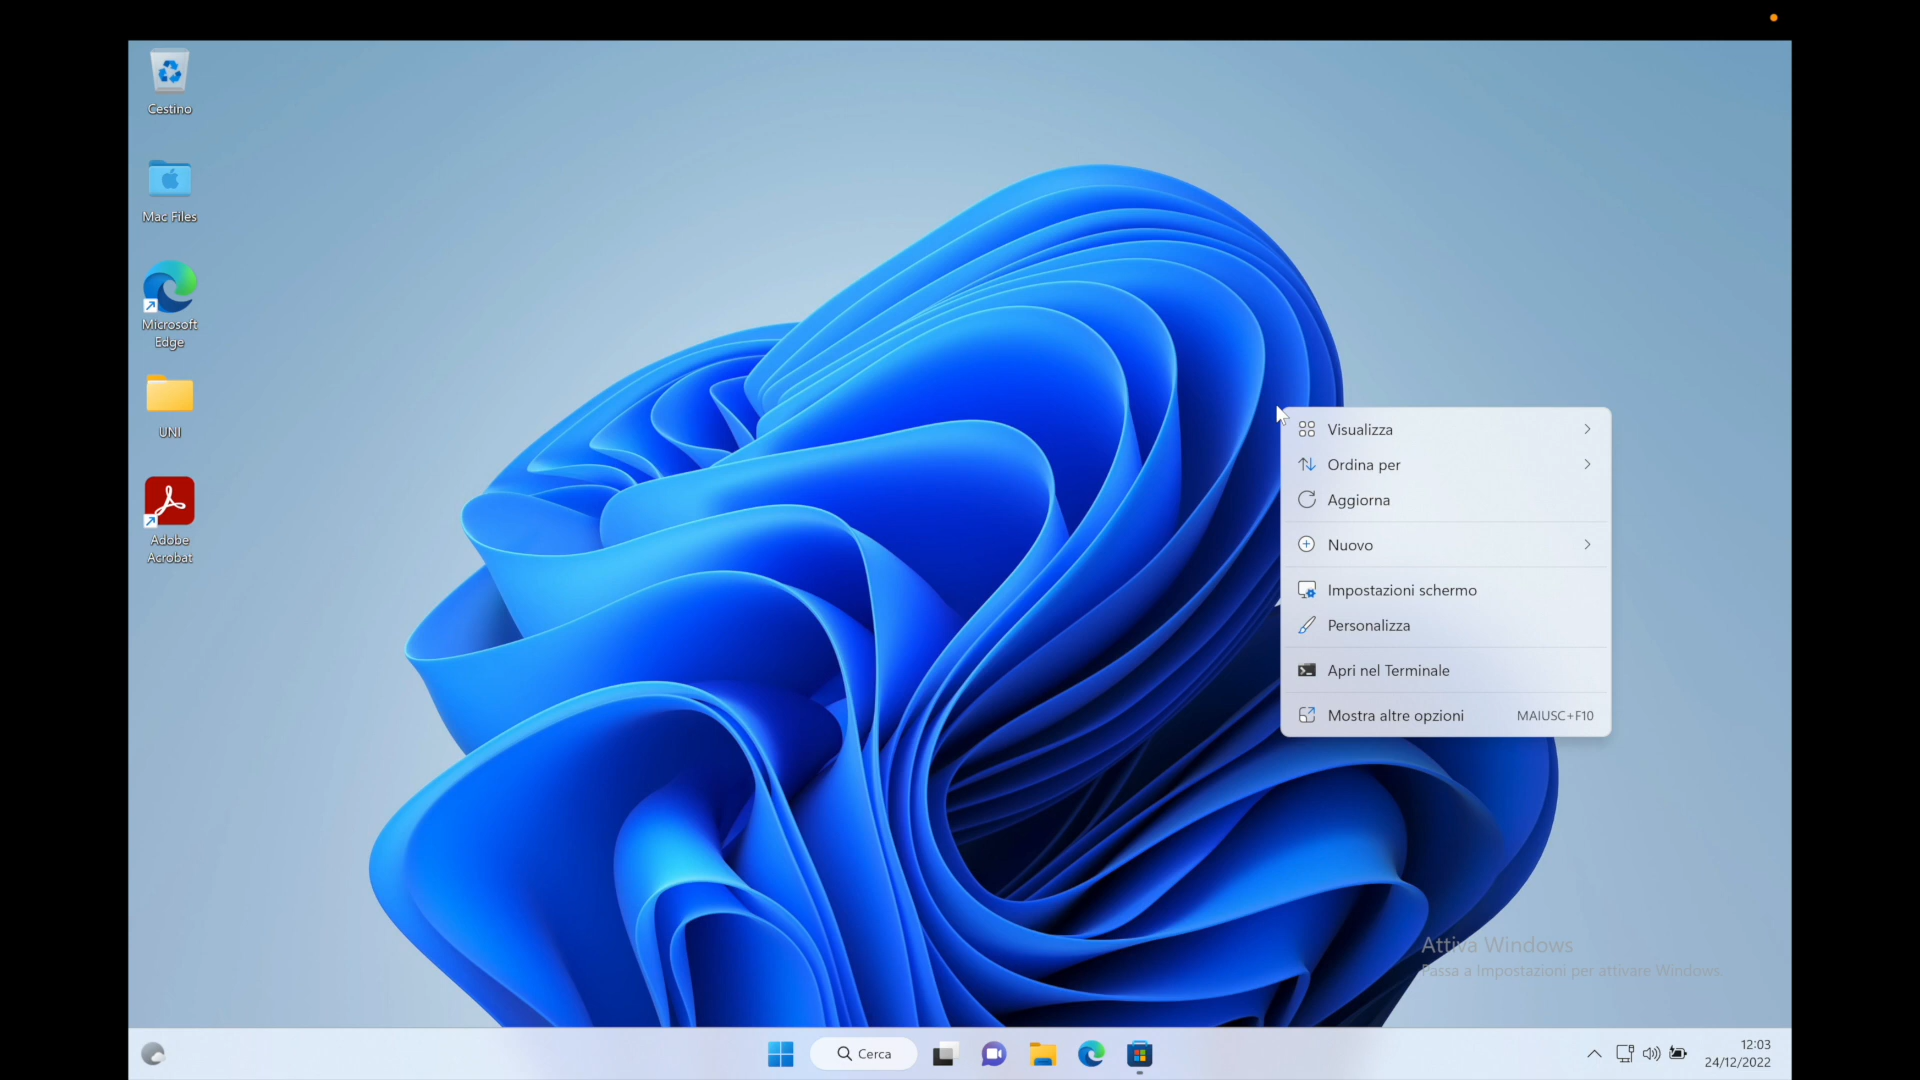 Cestino
Mac Files
Microsoft
Edge
UNI
Adobe
Acrobat
Visualizza
Ordina per
Aggiorna
Nuovo
Impostazioni schermo
Personalizza
Apri nel Terminale
Mostra altre opzioni MAIUSC+F10
Attiva Windows
Passa a Impostazioni per attivare Windows.
Cerca
12:03
24/12/2022